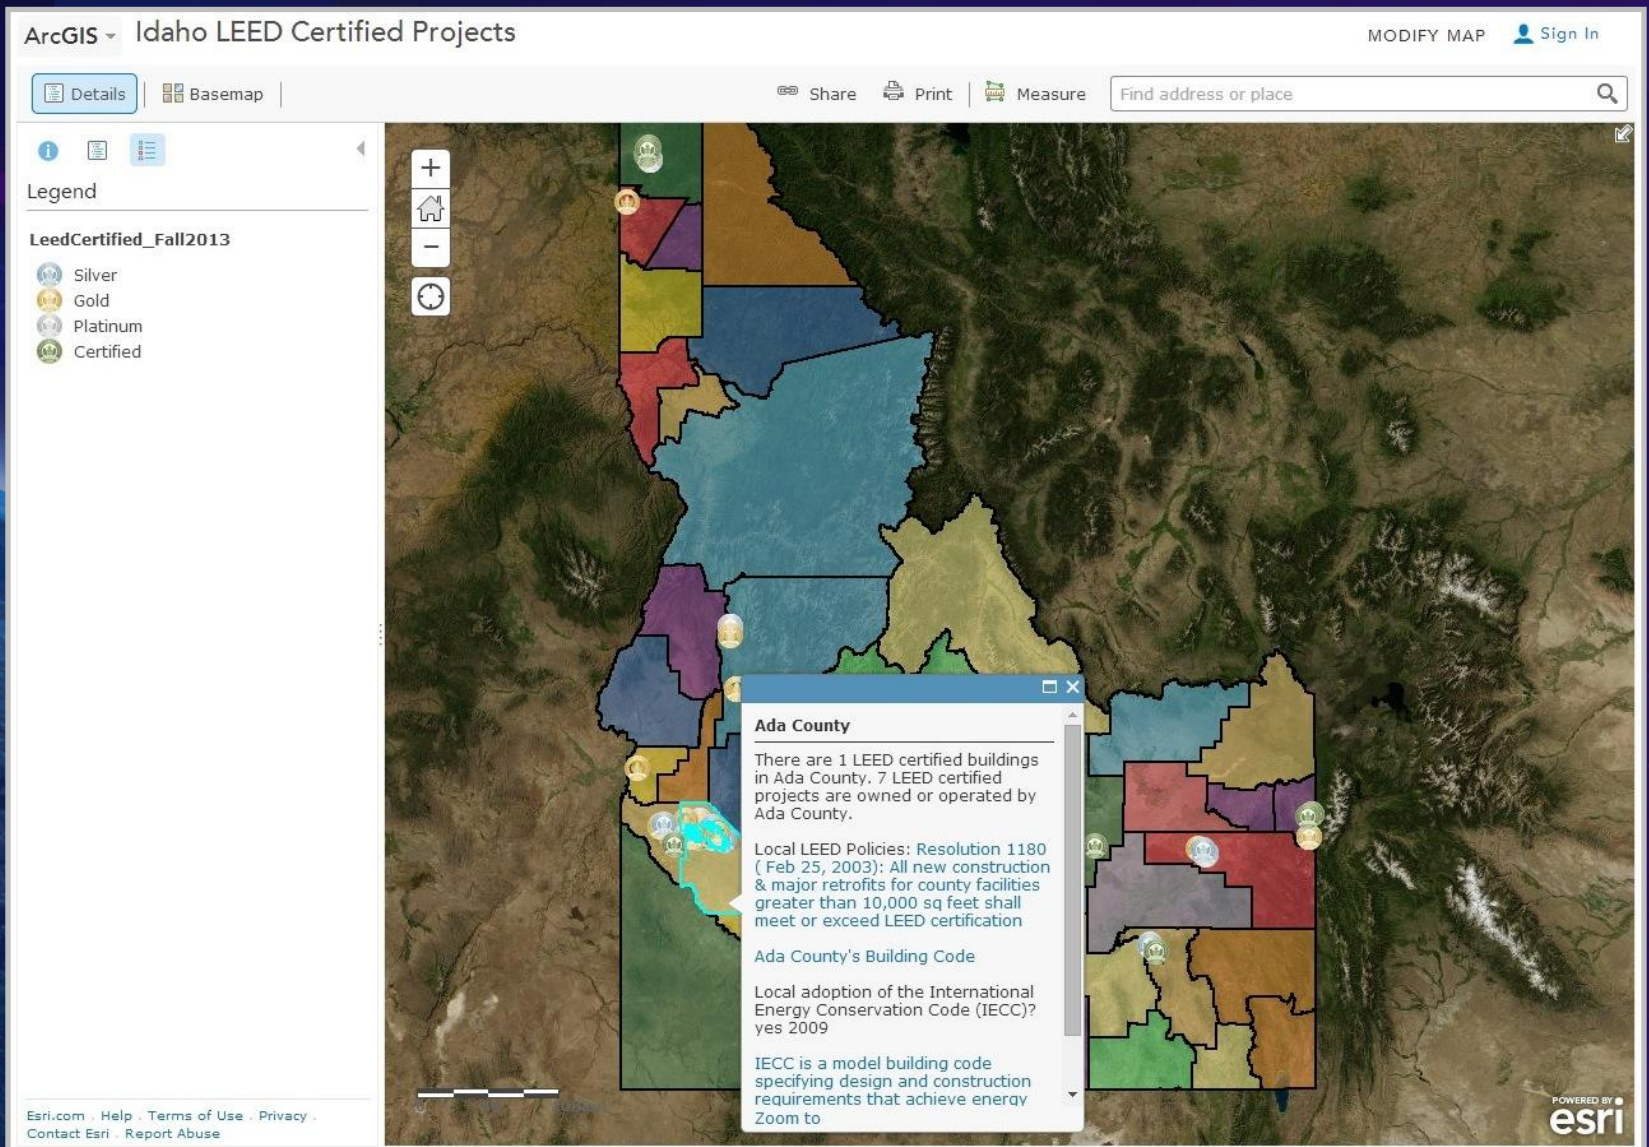 ArcGIS Idaho LEED Certified Projects
MODIFY MAP Sign In
Details Basemap Share Print Measure Find address or place
Legend
LeedCertified_Fall2013
Silver
Gold
Platinum
Certified
Ada County
There are 1 LEED certified buildings
in Ada County. 7 LEED certified
projects are owned or operated by
Ada County.
Local LEED Policies: Resolution 1180
( Feb 25, 2003): All new construction
& major retrofits for county facilities
greater than 10,000 sq feet shall
meet or exceed LEED certification
Ada County's Building Code
Local adoption of the International
Energy Conservation Code (IECC)?
yes 2009
IECC is a model building code
specifying design and construction
requirements that achieve energy
Zoom to
Esri.com . Help . Terms of Use . Privacy .
Contact Esri . Report Abuse
POWERED BY
esri